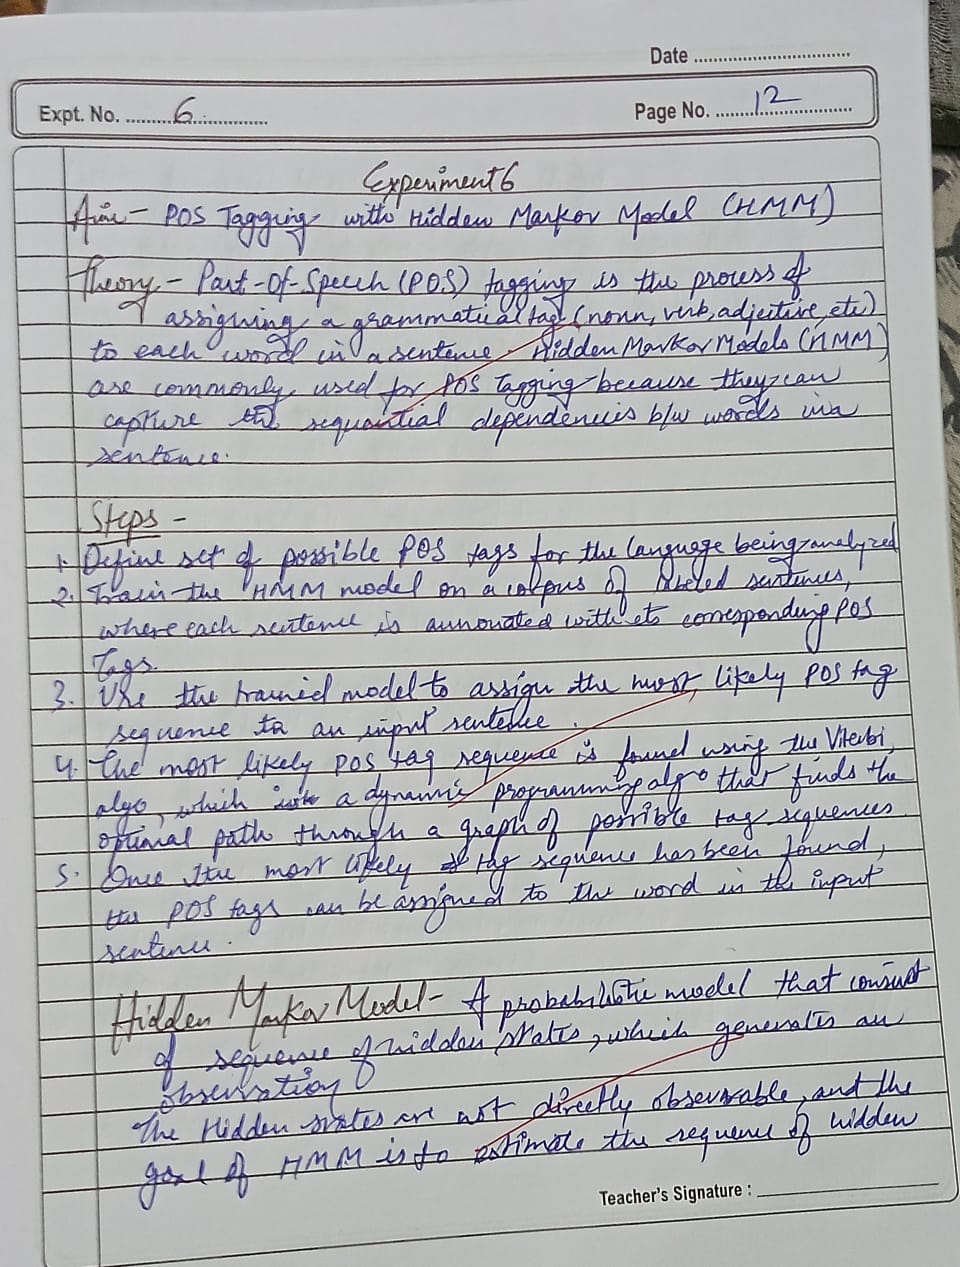 Date
Expt. No. 6
Page No. 12
Experiment 6
Aim - POS Tagging with Hidden Markov Model (HMM)
Theory - Part-Of-Speech (POS) tagging is the process of
assigning a grammatical tag (noun, verb, adjective, etc)
to each word in a sentence. Hidden Markov Models (HMM)
are commonly used for POS Tagging because they can
capture the sequential dependencies b/w words in a
sentence.
Steps -
1. Define set of possible POS tags for the language being analyzed
2. Train the HMM model on a corpus of labeled sentences,
where each sentence is annotated with its corresponding POS
Tags.
3. Use the trained model to assign the most likely POS tag
sequence to an input sentence.
4. The most likely POS tag sequence is found using the Viterbi
algo, which is a dynamic programming algo that finds the
optimal path through a graph of possible tag sequences.
5. Once the most likely tag sequence has been found,
the POS tags can be assigned to the word in the input
sentence.
Hidden Markov Model - A probabilistic model that consist
of sequence of hidden states, which generates an
observation
The Hidden states are not directly observable, and the
goal of HMM is to estimate the sequence of hidden
Teacher's Signature :